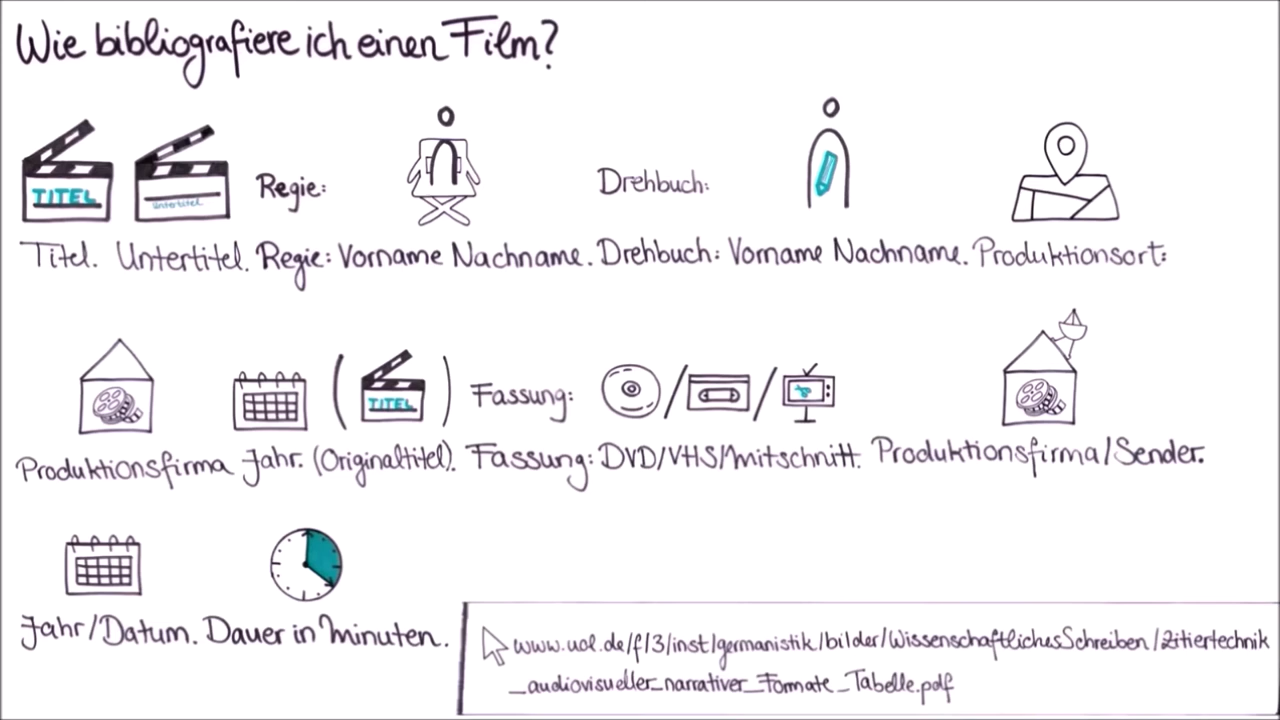 Wie bibliografiere ich einen Film?
TITEL Untertitel Regie: Drehbuch:
Titel. Untertitel. Regie: Vorname Nachname. Drehbuch: Vorname Nachname. Produktionsort:
( TITEL ) Fassung: / /
Produktionsfirma Jahr. (Originaltitel). Fassung: DVD/VHS/Mitschnitt. Produktionsfirma/Sender.
Jahr/Datum. Dauer in Minuten.
www.uol.de/f/3/inst/germanistik/bilder/WissenschaftlichesSchreiben/Zitiertechnik
_audiovisueller_narrativer_Formate_Tabelle.pdf